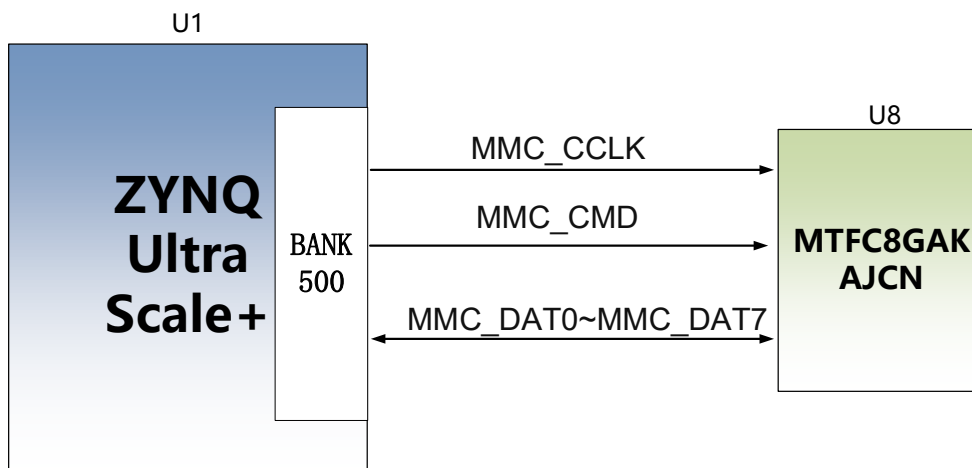 U1
ZYNQ
Ultra
Scale+
BANK
500
MMC_CCLK
MMC_CMD
MMC_DAT0~MMC_DAT7
U8
MTFC8GAK
AJCN